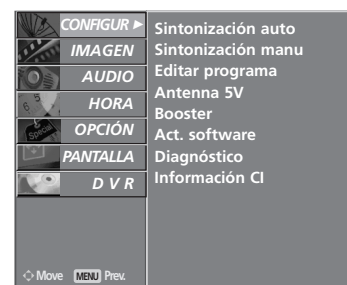 CONFIGUR ►
IMAGEN
AUDIO
HORA
OPCIÓN
PANTALLA
D V R
Sintonización auto
Sintonización manu
Editar programa
Antenna 5V
Booster
Act. software
Diagnóstico
Información CI
Move MENU Prev.